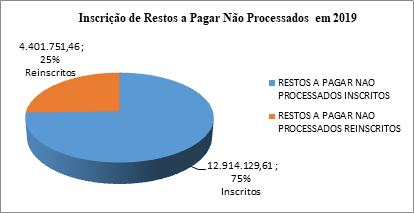 Inscrição de Restos a Pagar Não Processados em 2019
4.401.751,46;
25%
Reinscritos
RESTOS A PAGAR NAO
PROCESSADOS INSCRITOS
RESTOS A PAGAR NAO
PROCESSADOS REINSCRITOS
12.914.129,61;
75%
Inscritos